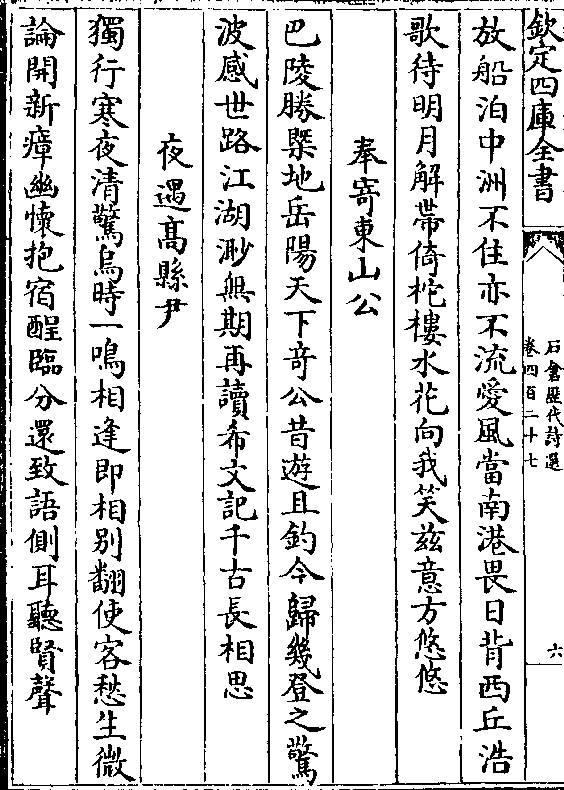 欽定四庫全書
石倉歷代詩選
卷四百二十七
六
放船泊中洲不住亦不流愛風當南港畏日背西丘浩
歌待明月解帶倚柁樓水花向我笑兹意方悠悠
奉寄東山公
巴陵勝槩地岳陽天下竒公昔遊且釣今歸幾登之驚
波感世路江湖渺無期再讀希文記千古長相思
夜遇髙縣尹
獨行寒夜清驚烏時一鳴相逢即相别翻使客愁生微
論開新瘴幽懷抱宿酲臨分還致語側耳聽賢聲